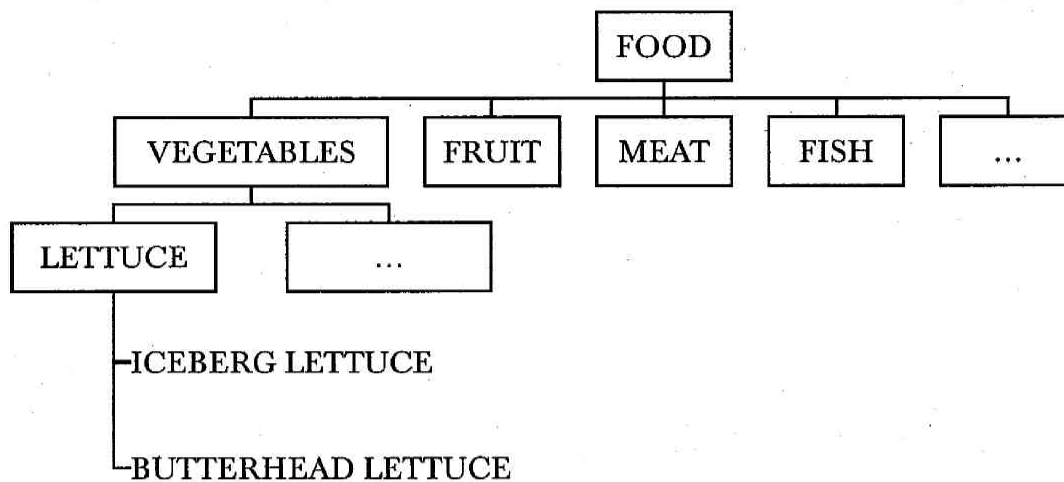 FOOD
VEGETABLES FRUIT MEAT FISH ...
LETTUCE ...
ICEBERG LETTUCE
BUTTERHEAD LETTUCE